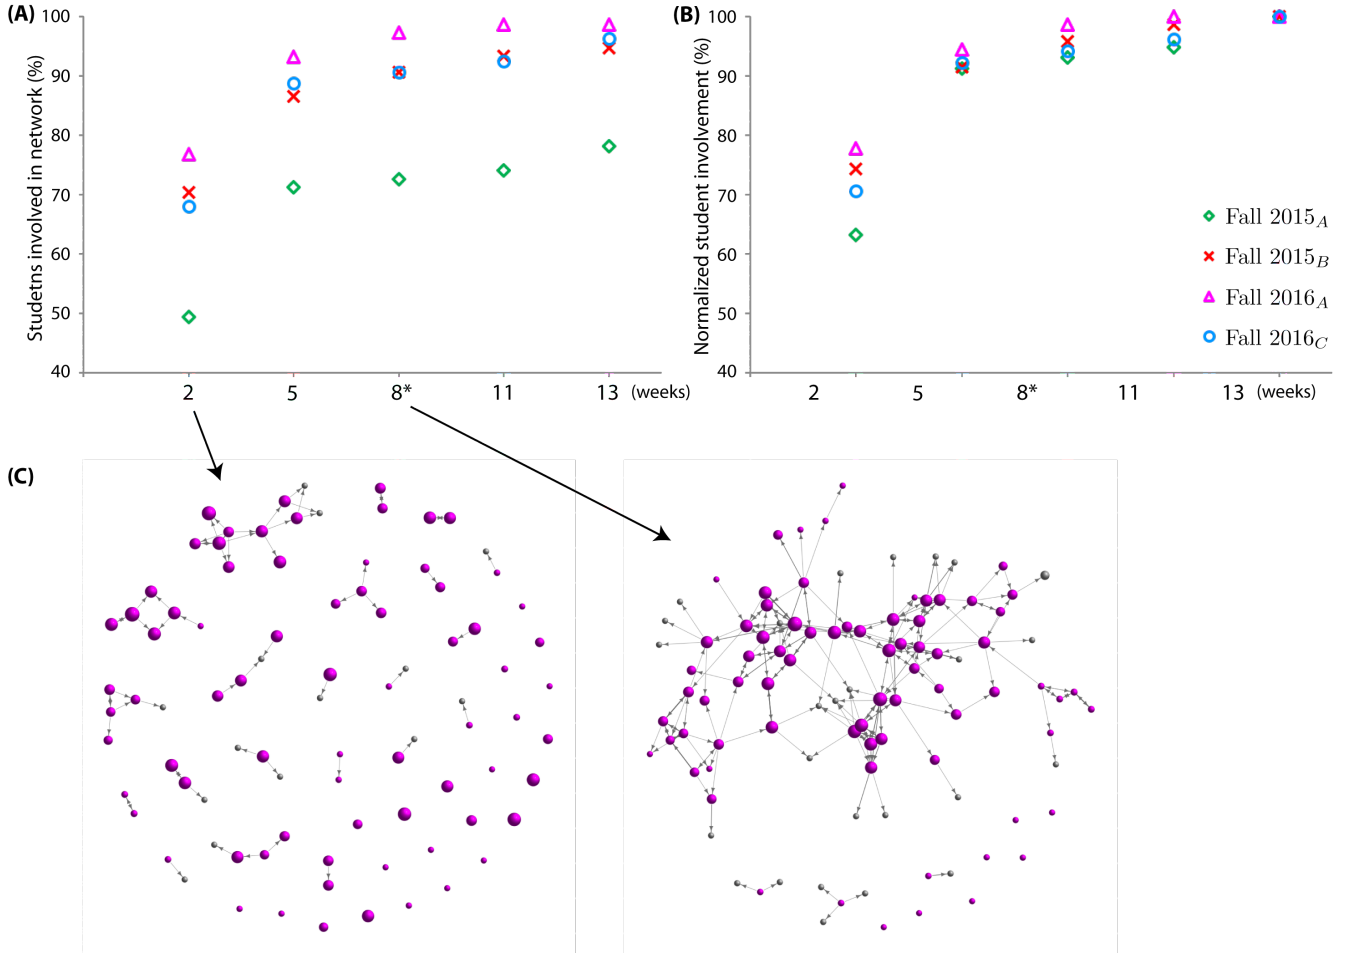 (A)
Studetns involved in network (%)
100
90
80
70
60
50
40
2 5 8* 11 13 (weeks)
(B)
Normalized student involvement (%)
100
90
80
70
60
50
40
2 5 8* 11 13 (weeks)
Fall 2015A
Fall 2015B
Fall 2016A
Fall 2016C
(C)